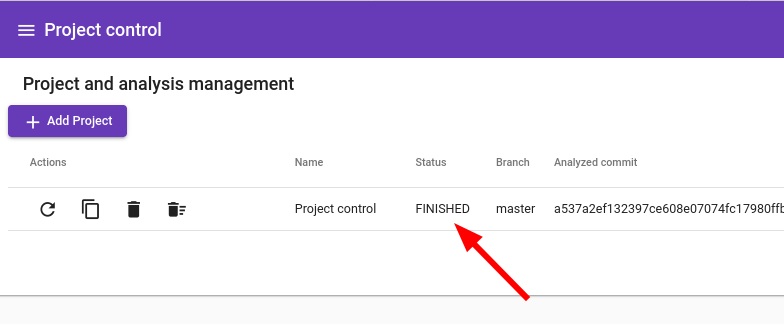 Project control
Project and analysis management
Add Project
Actions Name Status Branch Analyzed commit
Project control FINISHED master a537a2ef132397ce608e07074fc17980ffb